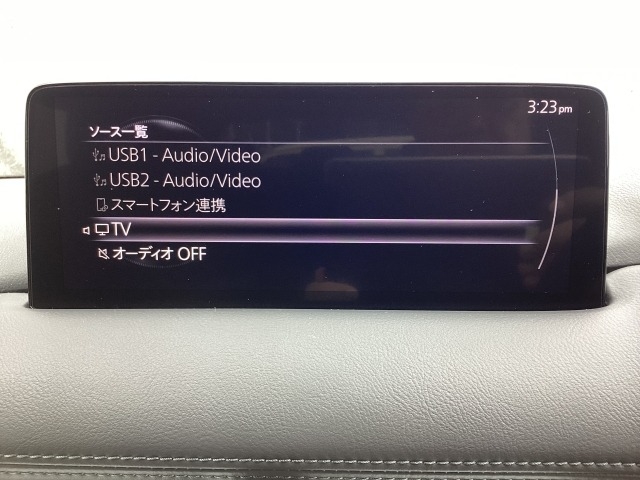 3:23pm
ソース一覧
USB1 - Audio/Video
USB2 - Audio/Video
スマートフォン連携
TV
オーディオ OFF